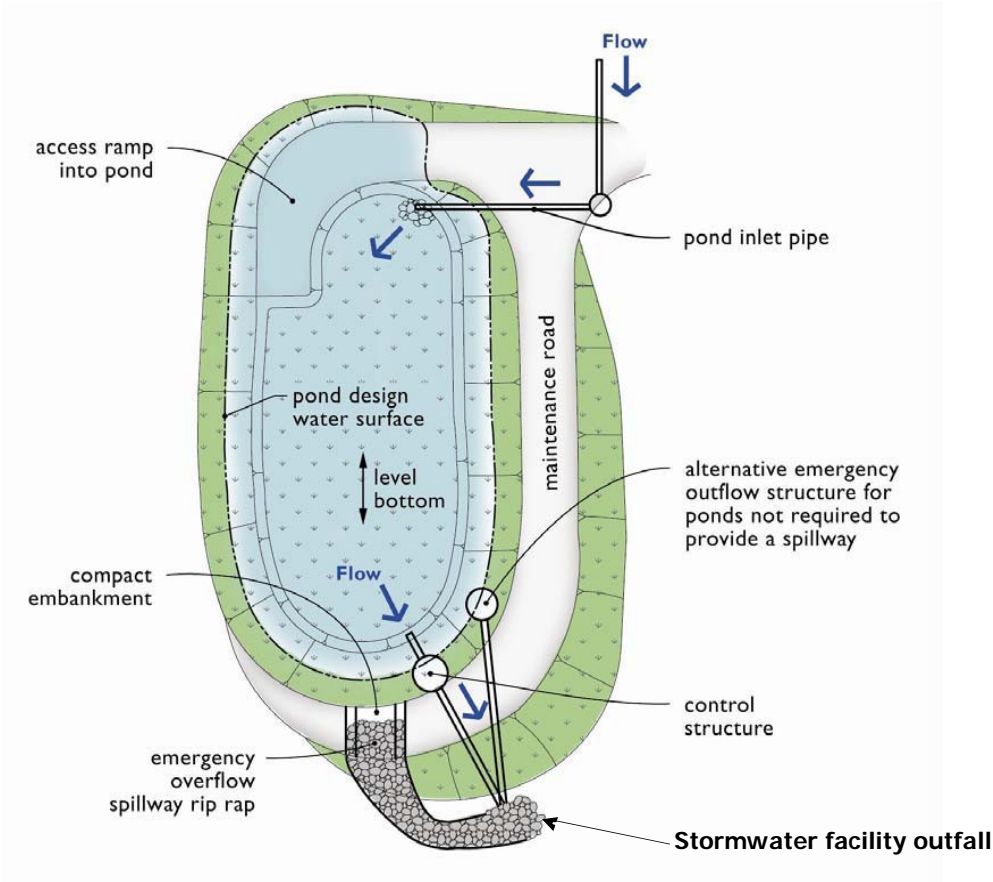 Flow
access ramp
into pond
pond inlet pipe
maintenance road
pond design
water surface
level
bottom
alternative emergency
outflow structure for
ponds not required to
provide a spillway
Flow
compact
embankment
control
structure
emergency
overflow
spillway rip rap
Stormwater facility outfall